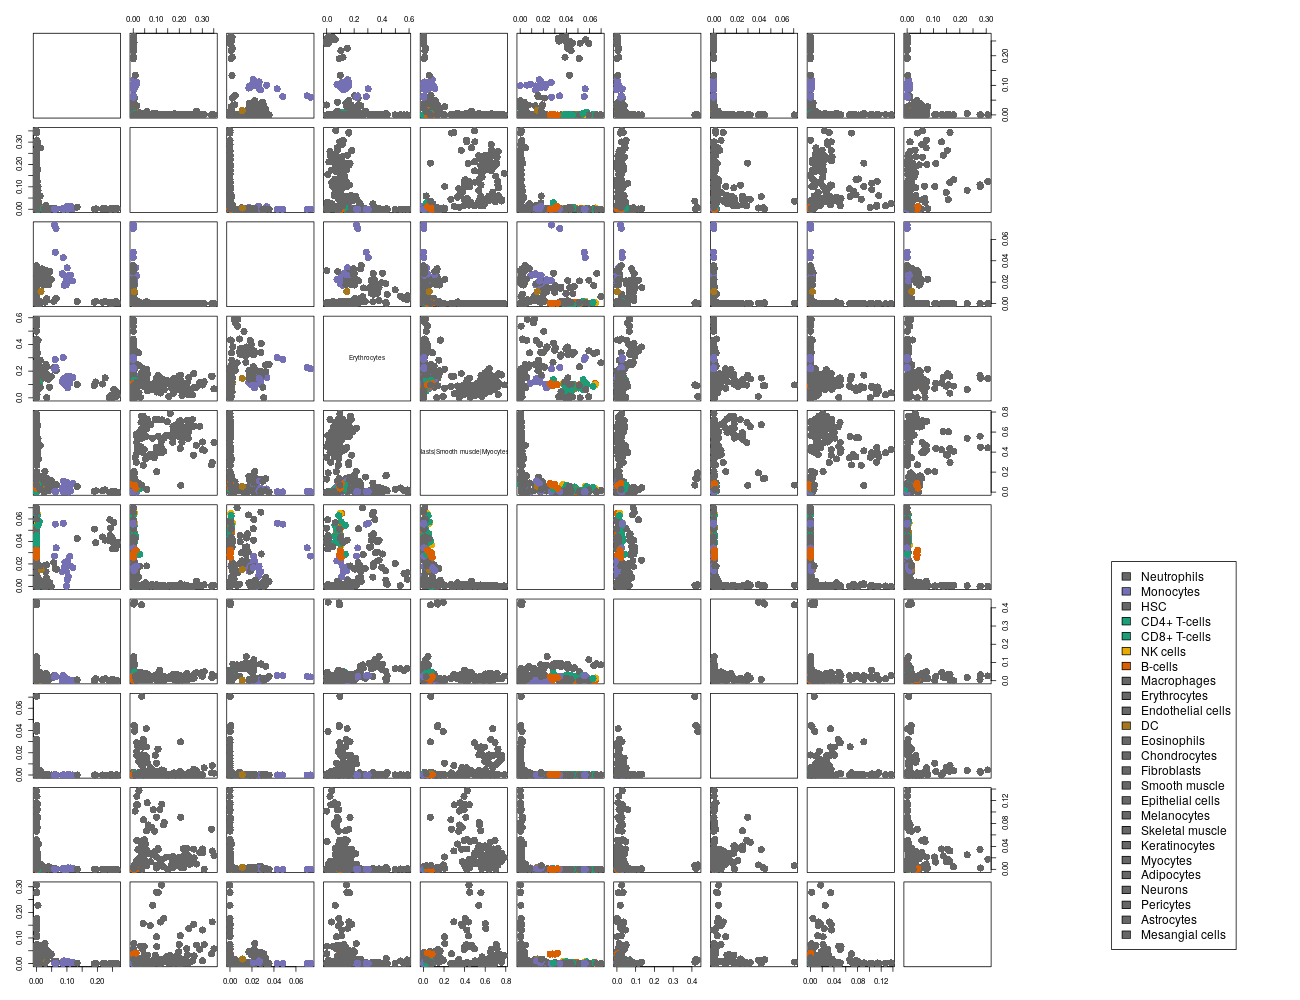 0.00 0.10 0.20 0.30 0.0 0.2 0.4 0.6 0.00 0.02 0.04 0.06 0.00 0.02 0.04 0.06 0.00 0.10 0.20 0.30
0.00 0.10 0.20
0.00 0.10 0.20 0.30
0.00 0.02 0.04 0.06
0.0 0.2 0.4 0.6
Erythrocytes
0.0 0.2 0.4 0.6 0.8
lasts|Smooth muscle|Myocytes
0.00 0.02 0.04 0.06
0.0 0.1 0.2 0.3 0.4
0.00 0.02 0.04 0.06
0.00 0.04 0.08 0.12
0.00 0.10 0.20 0.30
0.00 0.10 0.20 0.00 0.02 0.04 0.06 0.0 0.2 0.4 0.6 0.8 0.0 0.1 0.2 0.3 0.4 0.00 0.04 0.08 0.12
Neutrophils
Monocytes
HSC
CD4+ T-cells
CD8+ T-cells
NK cells
B-cells
Macrophages
Erythrocytes
Endothelial cells
DC
Eosinophils
Chondrocytes
Fibroblasts
Smooth muscle
Epithelial cells
Melanocytes
Skeletal muscle
Keratinocytes
Myocytes
Adipocytes
Neurons
Pericytes
Astrocytes
Mesangial cells